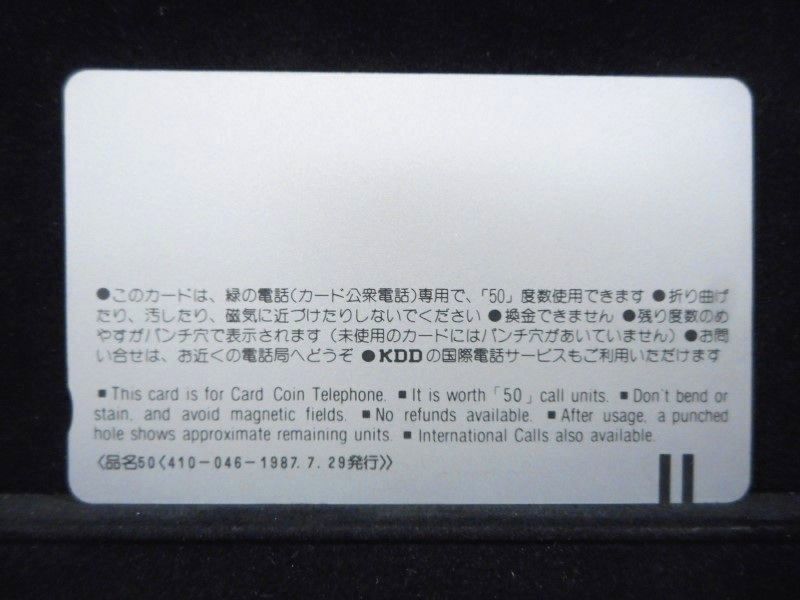 ●このカードは、緑の電話(カード公衆電話)専用で、「50」度数使用できます ●折り曲げ
たり、汚したり、磁気に近づけたりしないでください ●換金できません ●残り度数のめ
やすがパンチ穴で表示されます (未使用のカードにはパンチ穴があいていません) ●お問
い合せは、お近くの電話局へどうぞ ●KDDの国際電話サービスもご利用いただけます
■ This card is for Card Coin Telephone. ■ It is worth「50」call units. ■ Don't bend or
stain, and avoid magnetic fields. ■ No refunds available. ■ After usage, a punched
hole shows approximate remaining units. ■ International Calls also available.
〈品名50〈410-046-1987.7.29発行〉〉